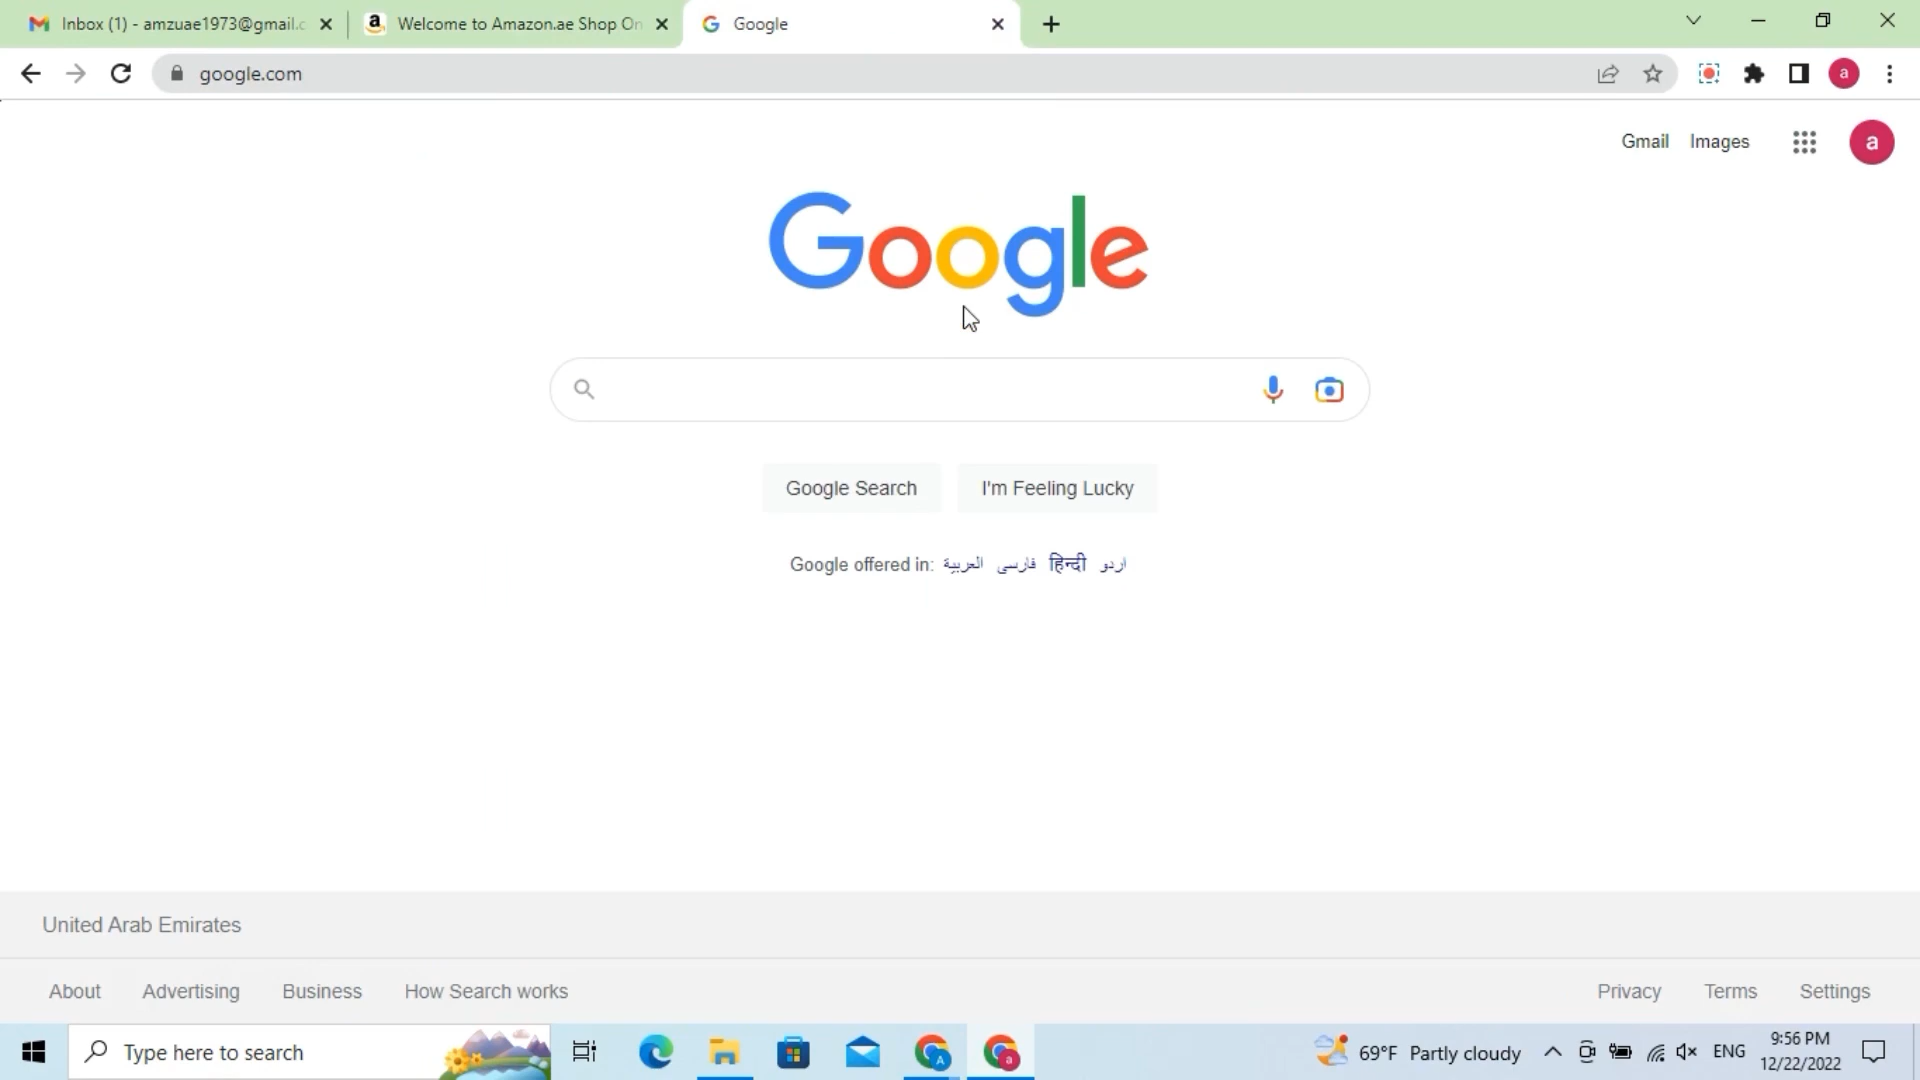 Inbox (1) - amzuae1973@gmail.c
Welcome to Amazon.ae Shop On
Google
google.com
a
Gmail Images
a
Google
Google Search I'm Feeling Lucky
Google offered in: العربية فارسی हिन्दी اردو
United Arab Emirates
About Advertising Business How Search works
Privacy Terms Settings
Type here to search
A
a
69°F Partly cloudy
ENG
9:56 PM
12/22/2022